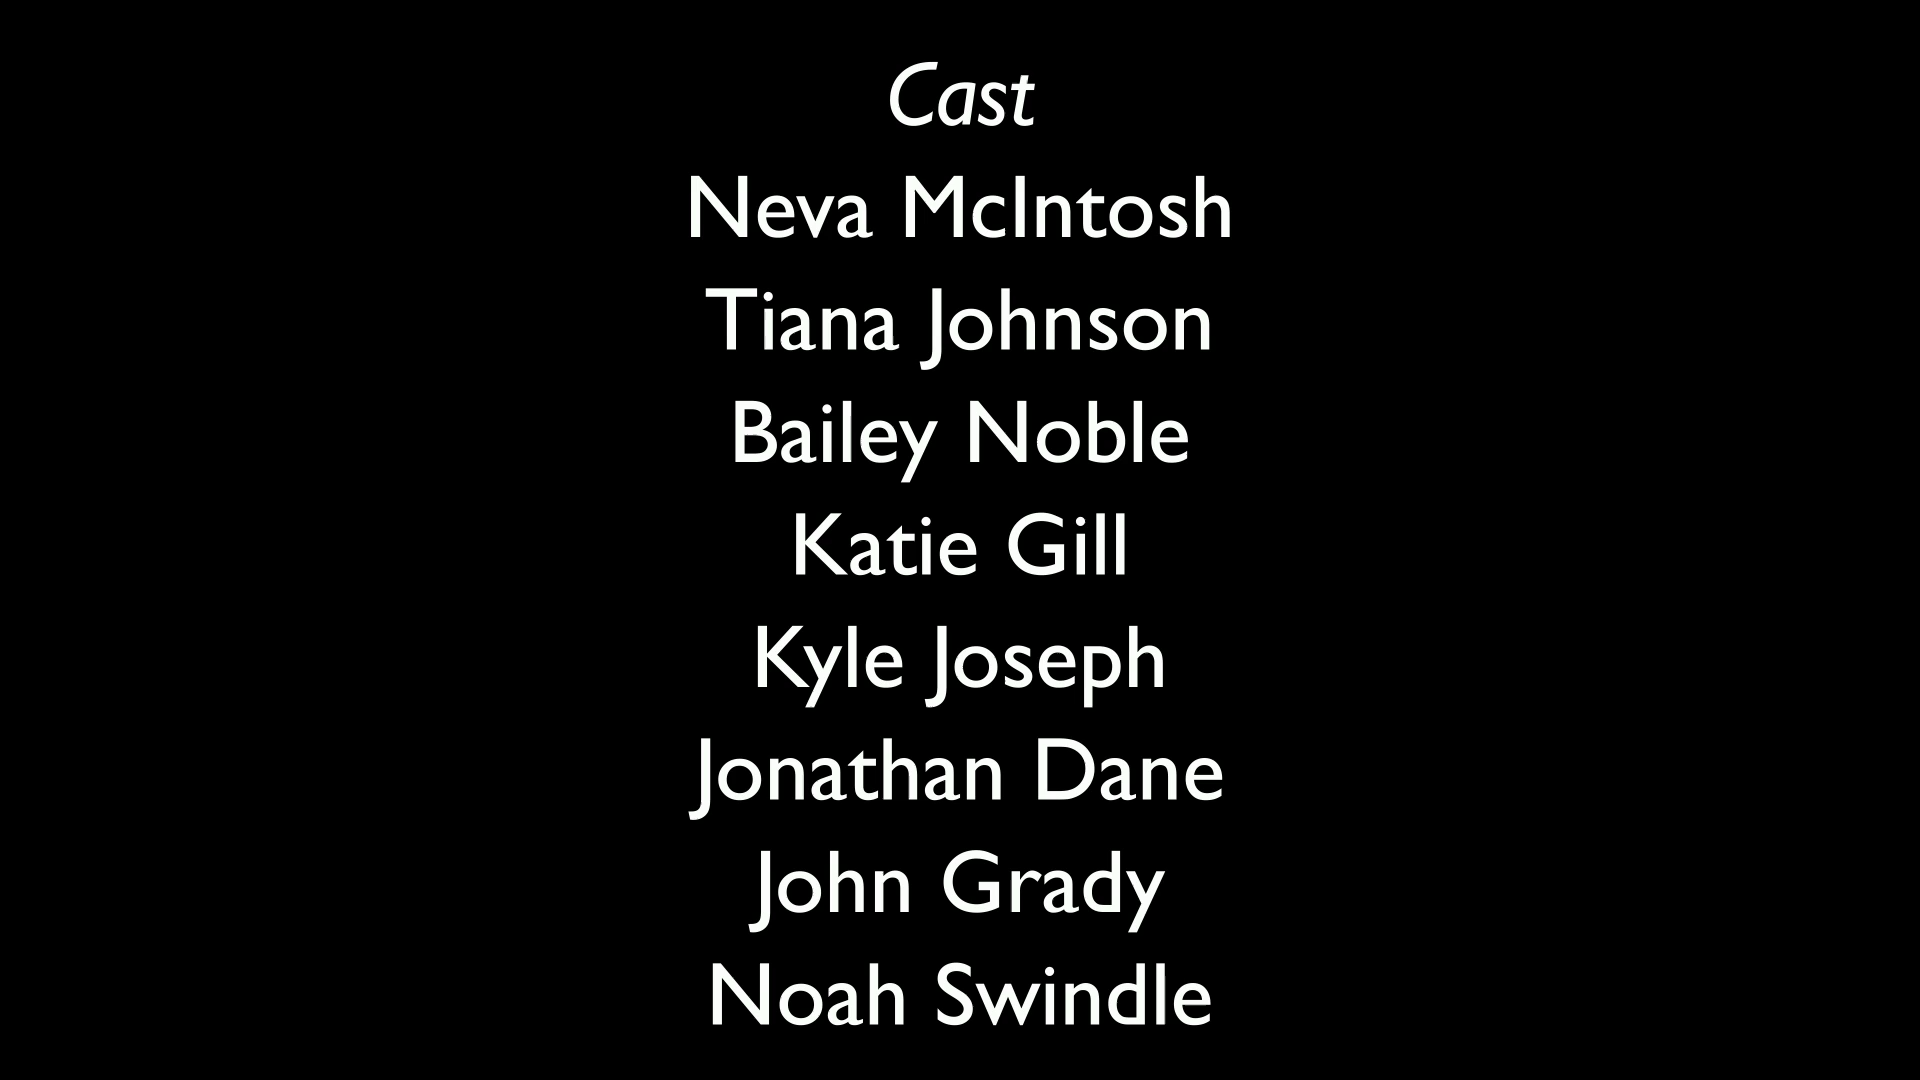 Cast
Neva McIntosh
Tiana Johnson
Bailey Noble
Katie Gill
Kyle Joseph
Jonathan Dane
John Grady
Noah Swindle